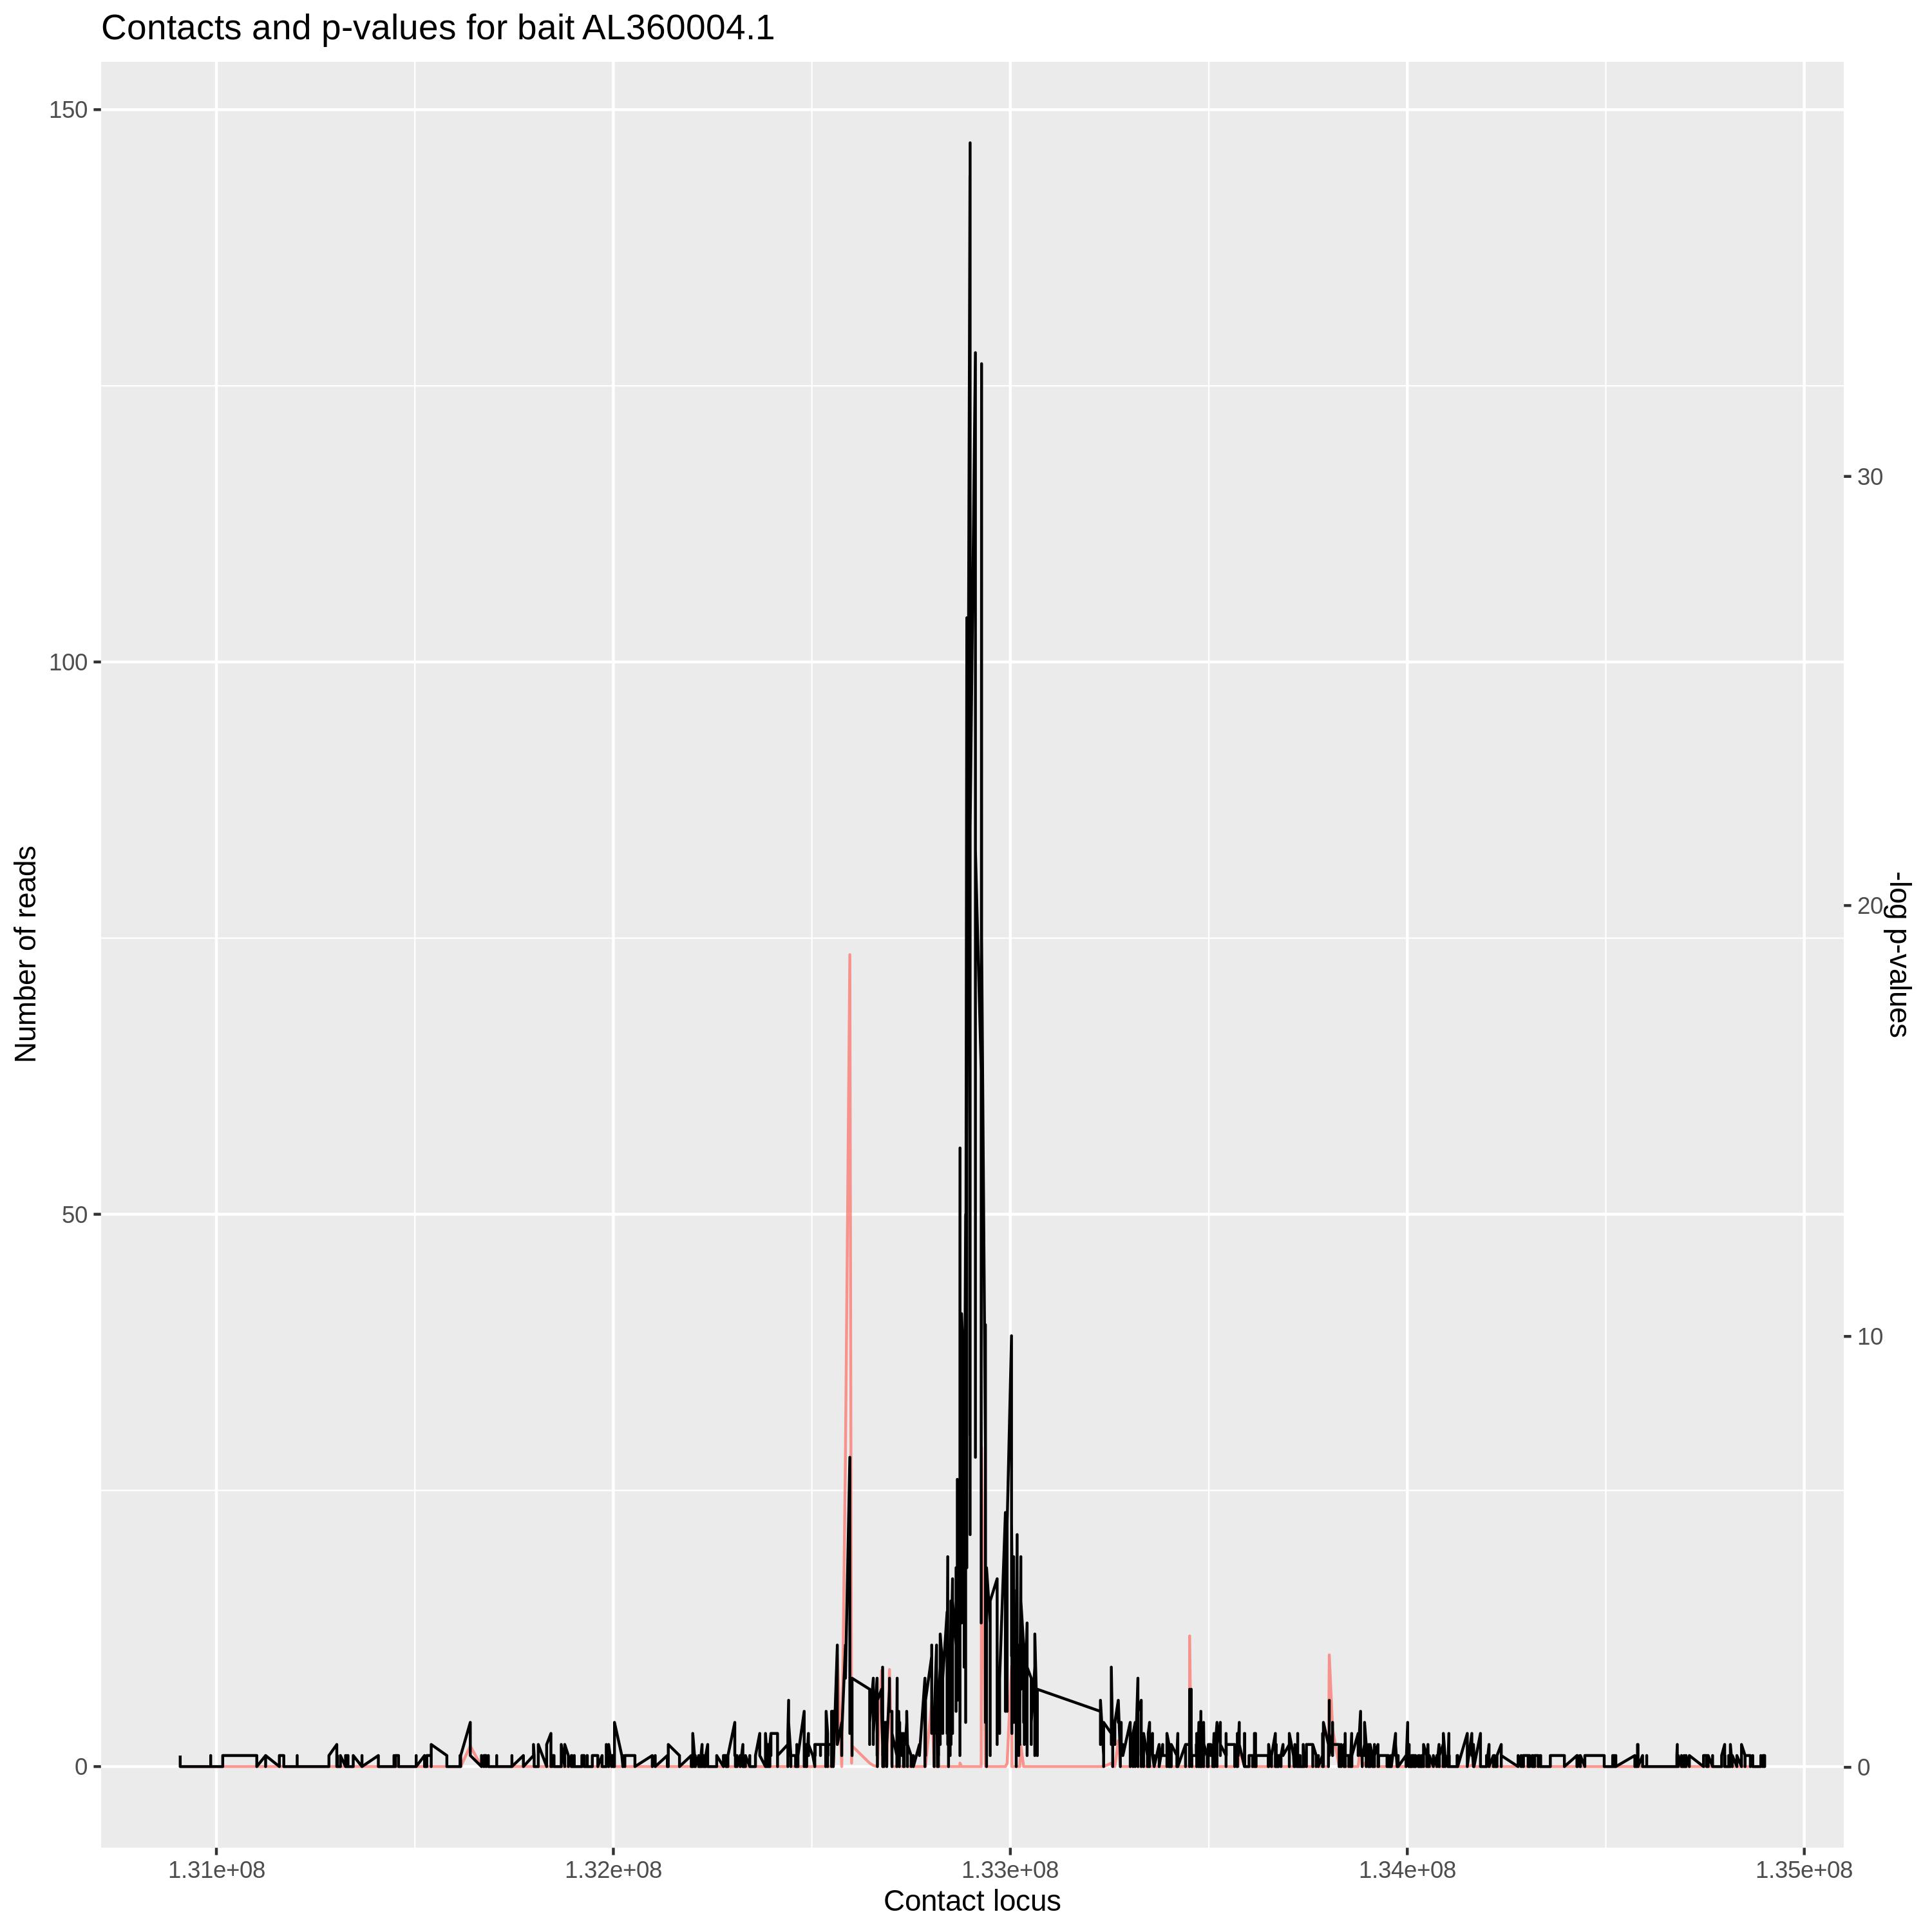 Contacts and p-values for bait AL360004.1
150
100
50
0
Number of reads
30
20
10
0
-log p-values
1.31e+08
1.32e+08
1.33e+08
1.34e+08
1.35e+08
Contact locus